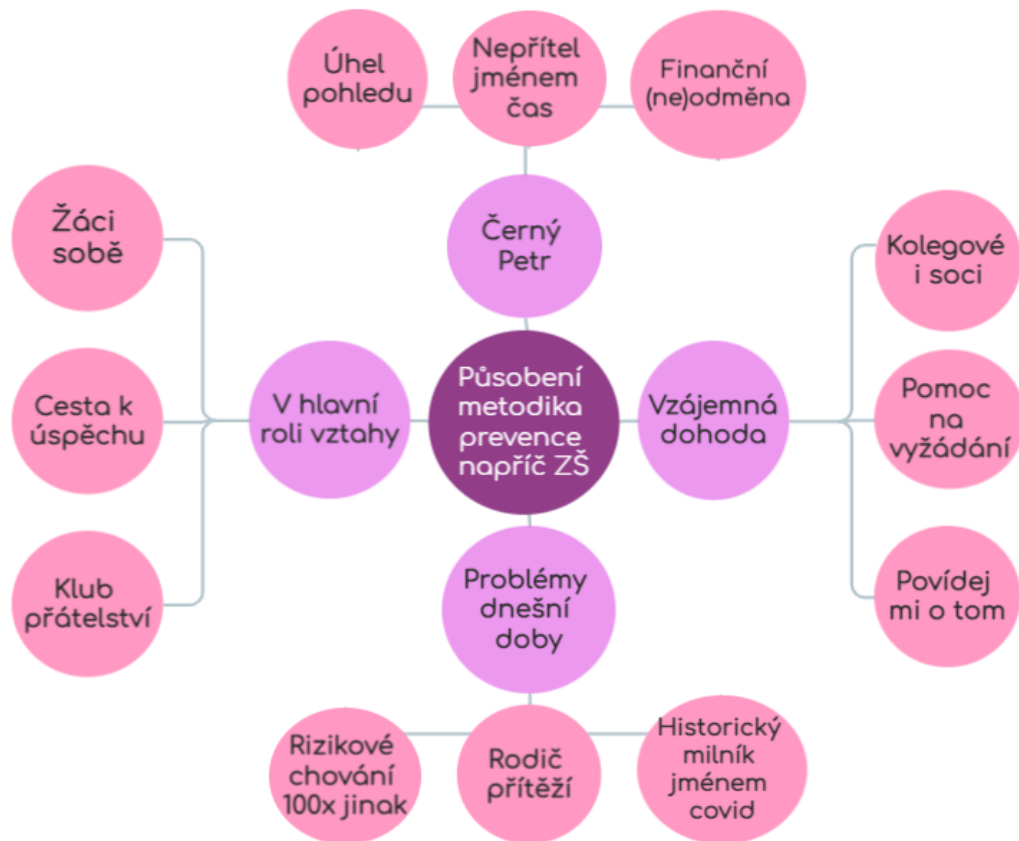 Úhel
pohledu
Nepřítel
jménem
čas
Finanční
(ne)odměna
Černý
Petr
Žáci
sobě
Cesta k
úspěchu
Klub
přátelství
V hlavní
roli vztahy
Působení
metodika
prevence
napříč ZŠ
Vzájemná
dohoda
Kolegové
i soci
Pomoc
na
vyžádání
Povídej
mi o tom
Problémy
dnešní
doby
Rizikové
chování
100x jinak
Rodič
přítěží
Historický
milník
jménem
covid